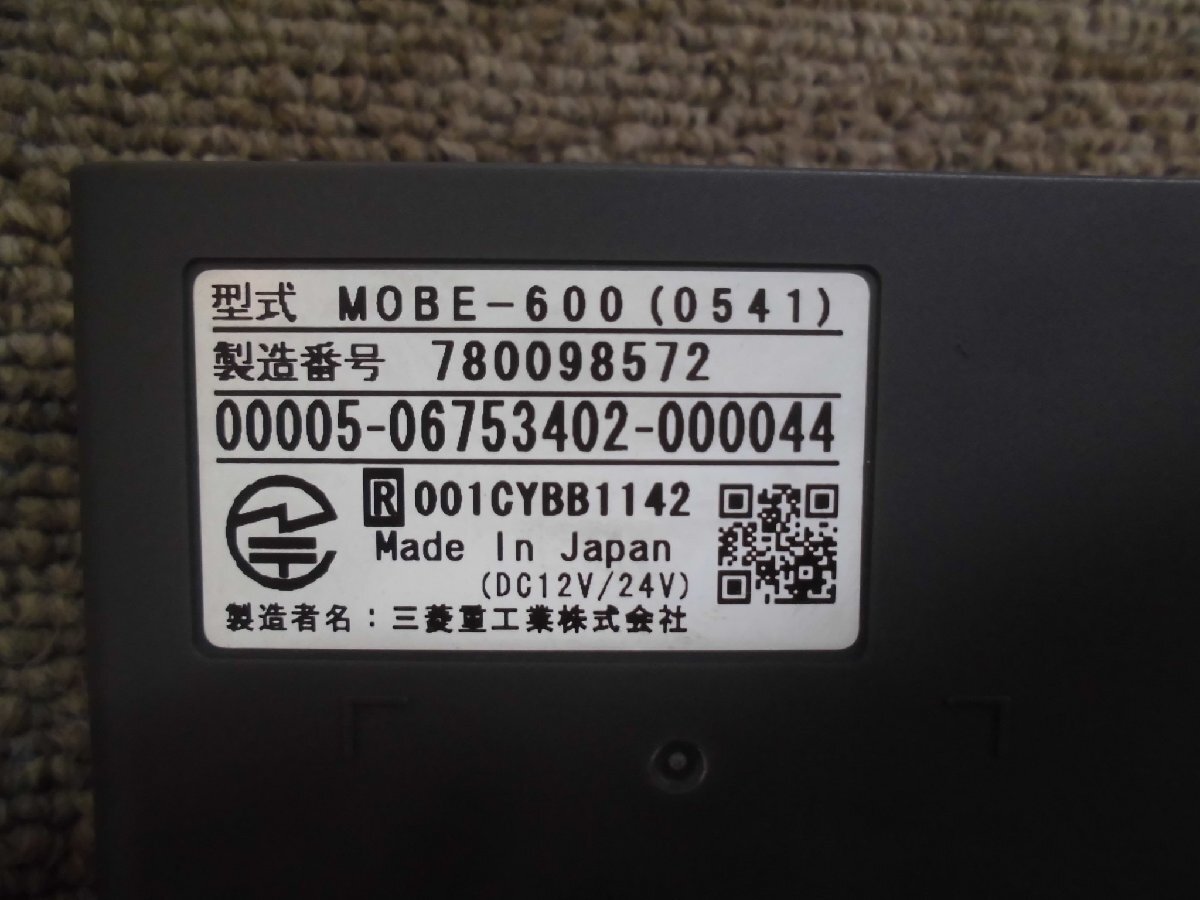 型式 MOBE-600(0541)
製造番号 780098572
00005-06753402-000044
R 001CYBB1142
Made In Japan
(DC12V/24V)
製造者名:三菱重工業株式会社